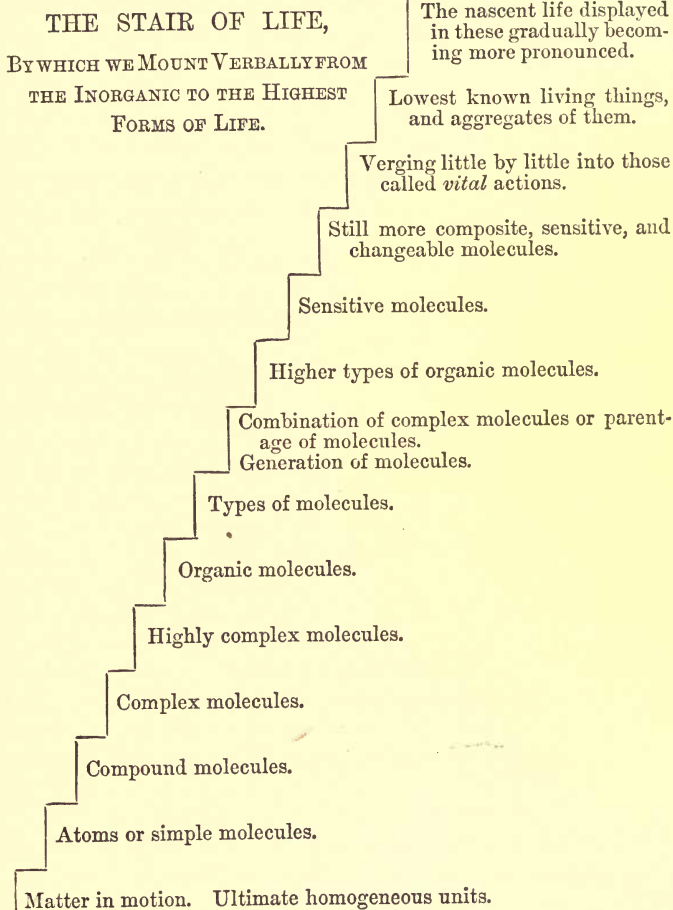 THE STAIR OF LIFE,
BY WHICH WE MOUNT VERBALLY FROM
THE INORGANIC TO THE HIGHEST
FORMS OF LIFE.
The nascent life displayed
in these gradually becom-
ing more pronounced.
Lowest known living things,
and aggregates of them.
Verging little by little into those
called vital actions.
Still more composite, sensitive, and
changeable molecules.
Sensitive molecules.
Higher types of organic molecules.
Combination of complex molecules or parent-
age of molecules.
Generation of molecules.
Types of molecules.
Organic molecules.
Highly complex molecules.
Complex molecules.
Compound molecules.
Atoms or simple molecules.
Matter in motion. Ultimate homogeneous units.